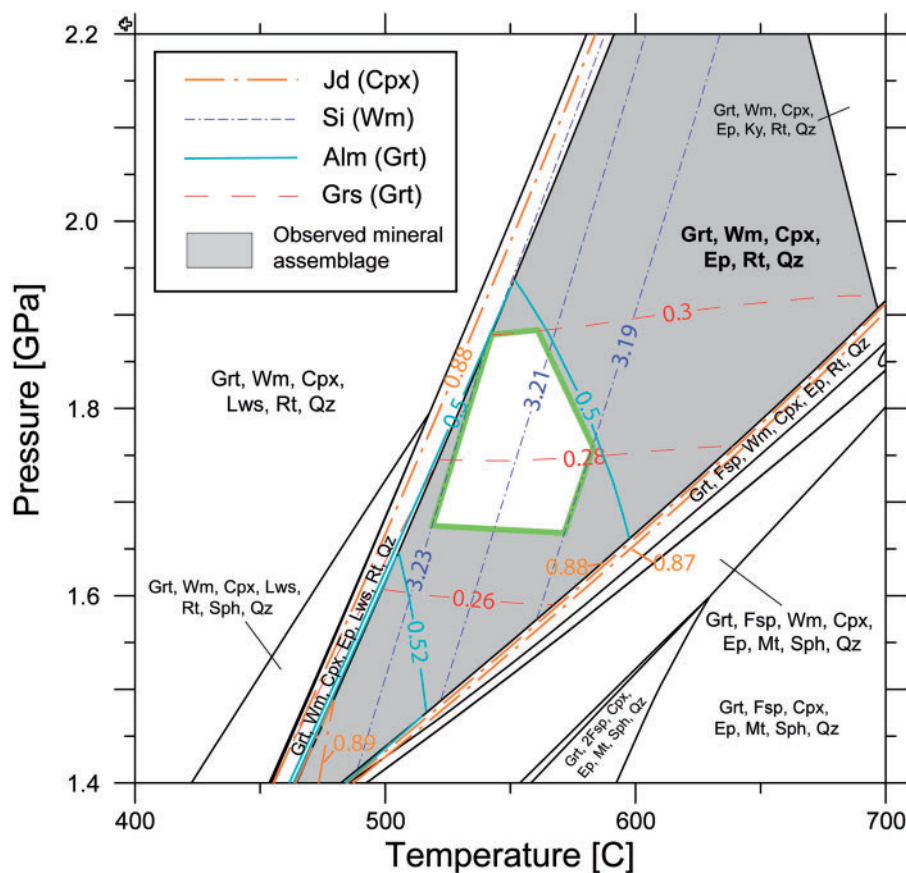 2.2
2.0
1.8
1.6
1.4
Pressure [GPa]
400
500
600
700
Temperature [C]
Jd (Cpx)
Si (Wm)
Alm (Grt)
Grs (Grt)
Observed mineral
assemblage
Grt, Wm, Cpx,
Ep, Ky, Rt, Qz
Grt, Wm, Cpx,
Ep, Rt, Qz
Grt, Wm, Cpx,
Lws, Rt, Qz
Grt, Wm, Cpx, Lws,
Rt, Sph, Qz
Grt, Wm, Cpx, Ep, Lws, Rt, Qz
Grt, Fsp, Wm, Cpx, Ep, Rt, Qz
Grt, Fsp, Wm, Cpx,
Ep, Mt, Sph, Qz
Grt, Fsp, Cpx,
Ep, Mt, Sph, Qz
Grt, 2Fsp, Cpx,
Ep, Mt, Sph, Qz
0.3
3.19
0.88
3.21
0.5
0.5
0.28
3.23
0.88
0.87
0.26
0.52
0.89